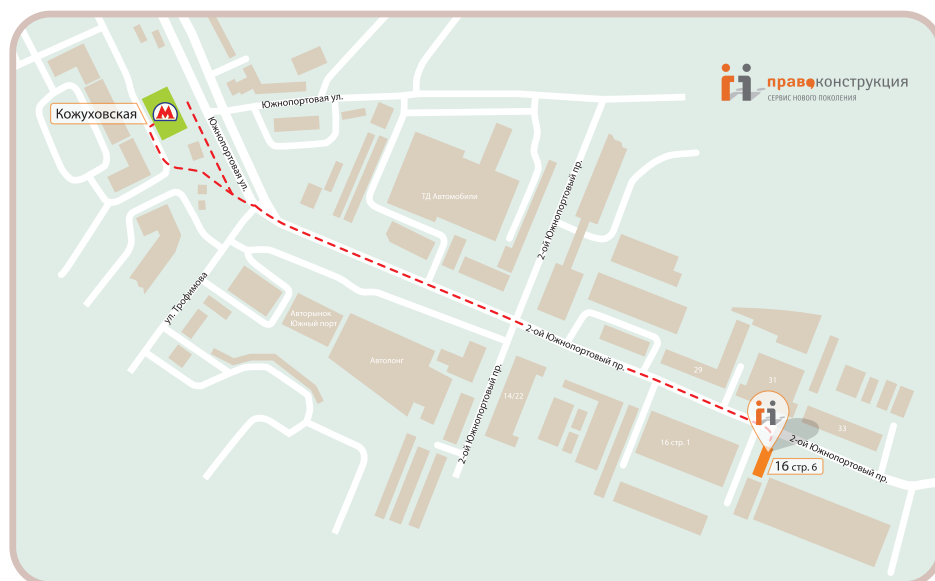 правоконструкция
СЕРВИС НОВОГО ПОКОЛЕНИЯ
Кожуховская
М
Южнопортовая ул.
Южнопортовая ул.
ТД Автомобили
2-ой Южнопортовый пр.
ул. Трофимова
Авторынок
Южный порт
Автолонг
2-ой Южнопортовый пр.
29
31
14/22
2-ой Южнопортовый пр.
33
16 стр. 1
2-ой Южнопортовый пр.
16 стр. 6